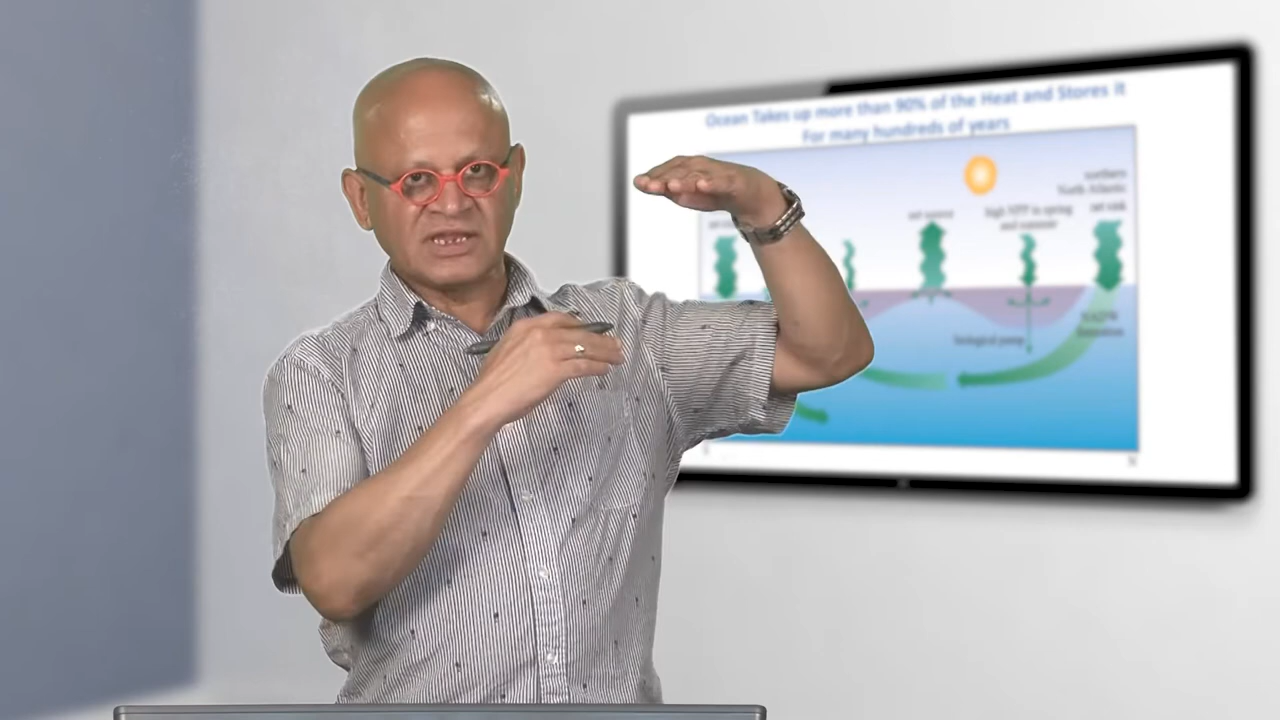 Ocean Takes up more than 90% of the Heat and Stores it
For many hundreds of years
northern
North Atlantic
net source
high NPP in spring
and summer
net sink
biological pump
formation